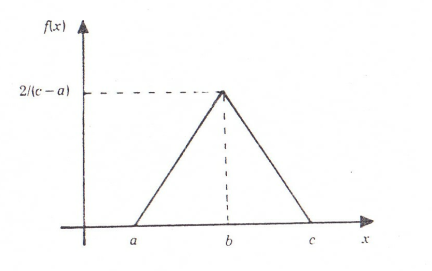 f(x)
2/(c – a)
a b c x